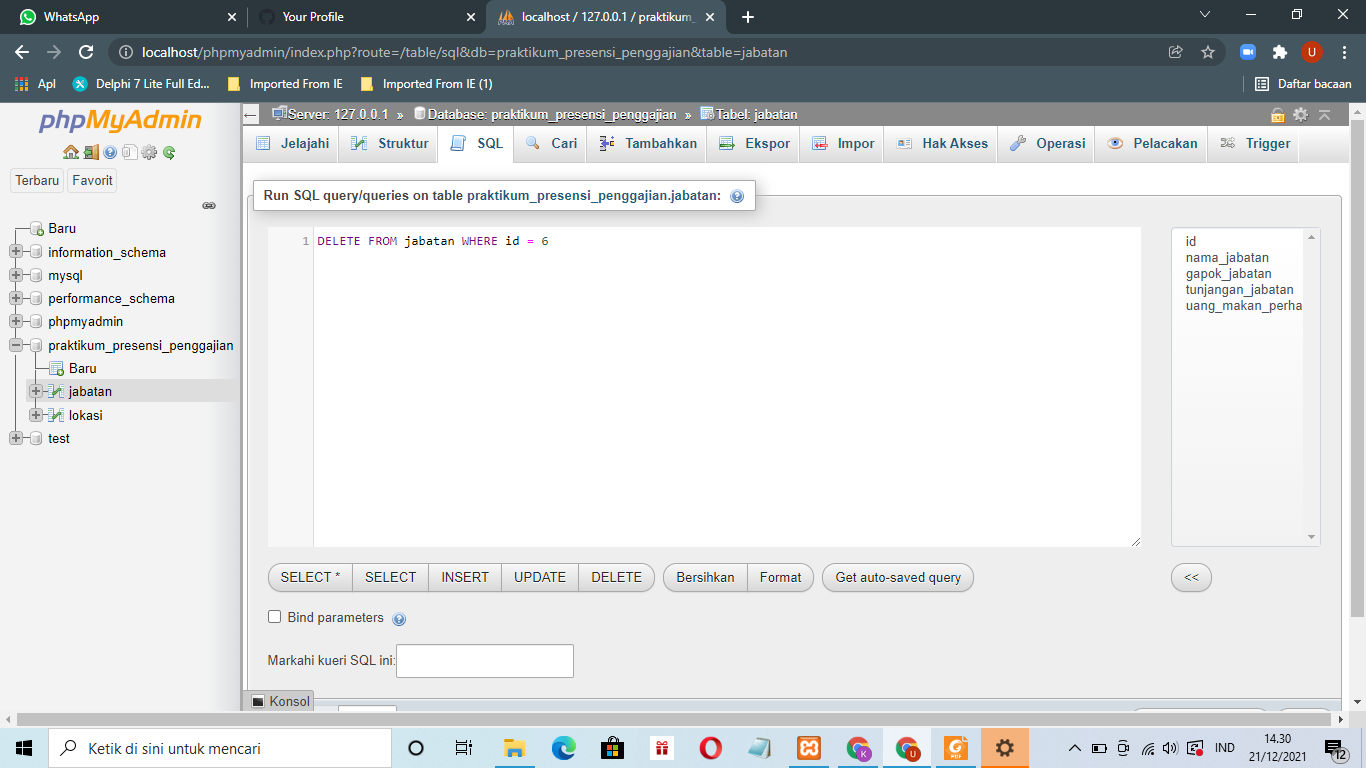 WhatsApp
Your Profile
localhost / 127.0.0.1 / praktikum_
localhost/phpmyadmin/index.php?route=/table/sql&db=praktikum_presensi_penggajian&table=jabatan
U
Apl
Delphi 7 Lite Full Ed...
Imported From IE
Imported From IE (1)
Daftar bacaan
phpMyAdmin
Server: 127.0.0.1 » Database: praktikum_presensi_penggajian » Tabel: jabatan
Jelajahi
Struktur
SQL
Cari
Tambahkan
Ekspor
Impor
Hak Akses
Operasi
Pelacakan
Trigger
Terbaru
Favorit
Baru
information_schema
mysql
performance_schema
phpmyadmin
praktikum_presensi_penggajian
Baru
jabatan
lokasi
test
Run SQL query/queries on table praktikum_presensi_penggajian.jabatan:
1 DELETE FROM jabatan WHERE id = 6
id
nama_jabatan
gapok_jabatan
tunjangan_jabatan
uang_makan_perha
SELECT *
SELECT
INSERT
UPDATE
DELETE
Bersihkan
Format
Get auto-saved query
<<
Bind parameters
Markahi kueri SQL ini:
Konsol
Ketik di sini untuk mencari
K
U
PDF
IND
14.30
21/12/2021
12